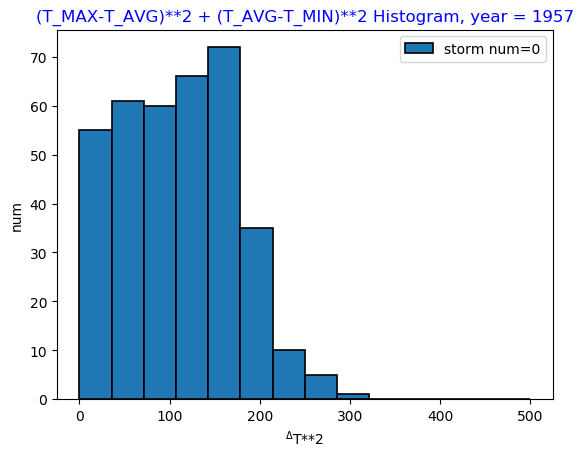 (T_MAX-T_AVG)**2 + (T_AVG-T_MIN)**2 Histogram, year = 1957
storm num=0
70
60
50
40
30
20
10
0
num
0 100 200 300 400 500
ΔT**2